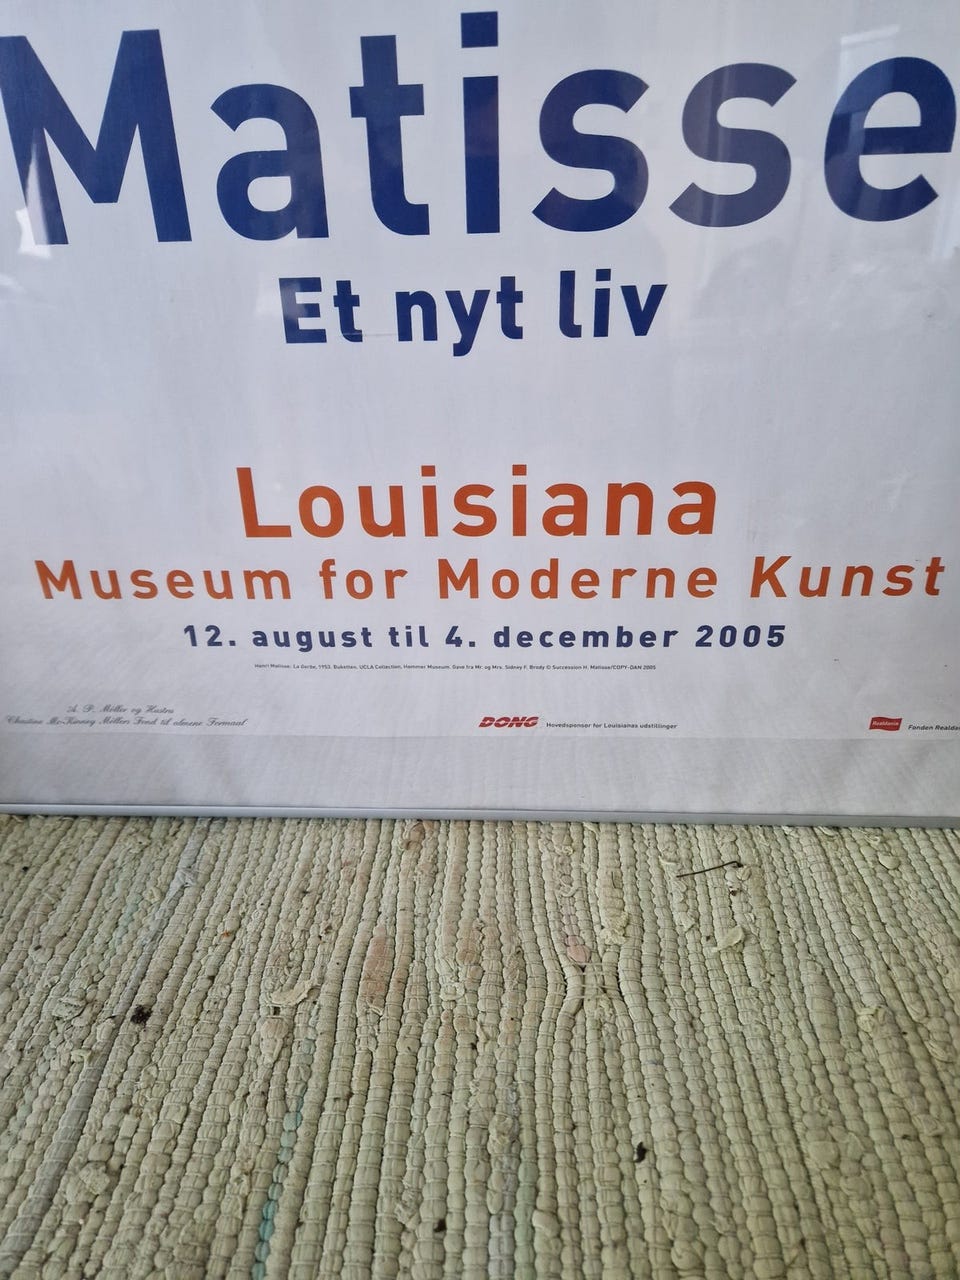 Matisse
Et nyt liv
Louisiana
Museum for Moderne Kunst
12. august til 4. december 2005
Henri Matisse: La Gerbe, 1953. Buketten. UCLA Collection, Hammer Museum. Gave fra Mr. og Mrs. Sidney F. Brody © Succession H. Matisse/COPY-DAN 2005
A. P. Møller og Hustru
Chastine Mc-Kinney Møllers Fond til almene Formaal
DONG Hovedsponsor for Louisianas udstillinger
Realdania Fonden Realdan